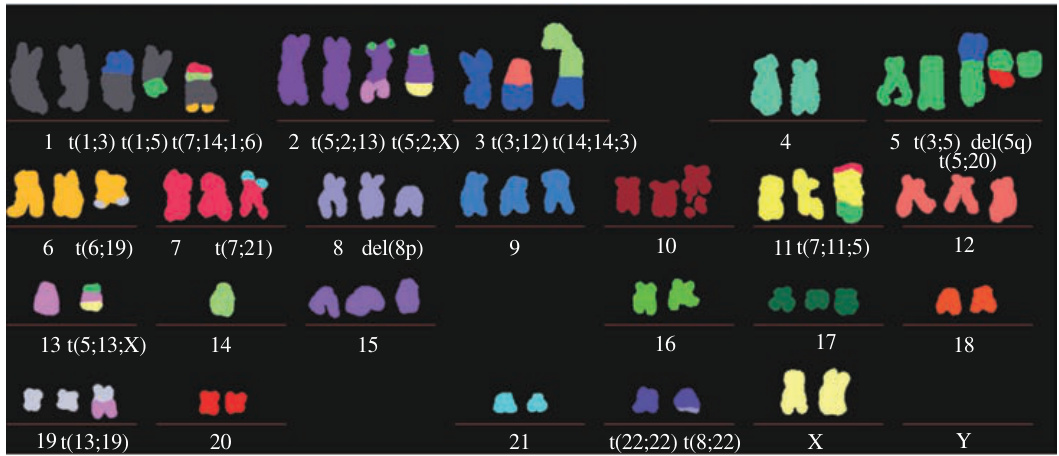 1 t(1;3) t(1;5) t(7;14;1;6) 2 t(5;2;13) t(5;2;X) 3 t(3;12) t(14;14;3) 4 5 t(3;5) del(5q)
t(5;20)
6 t(6;19) 7 t(7;21) 8 del(8p) 9 10 11 t(7;11;5) 12
13 t(5;13;X) 14 15 16 17 18
19 t(13;19) 20 21 t(22;22) t(8;22) X Y